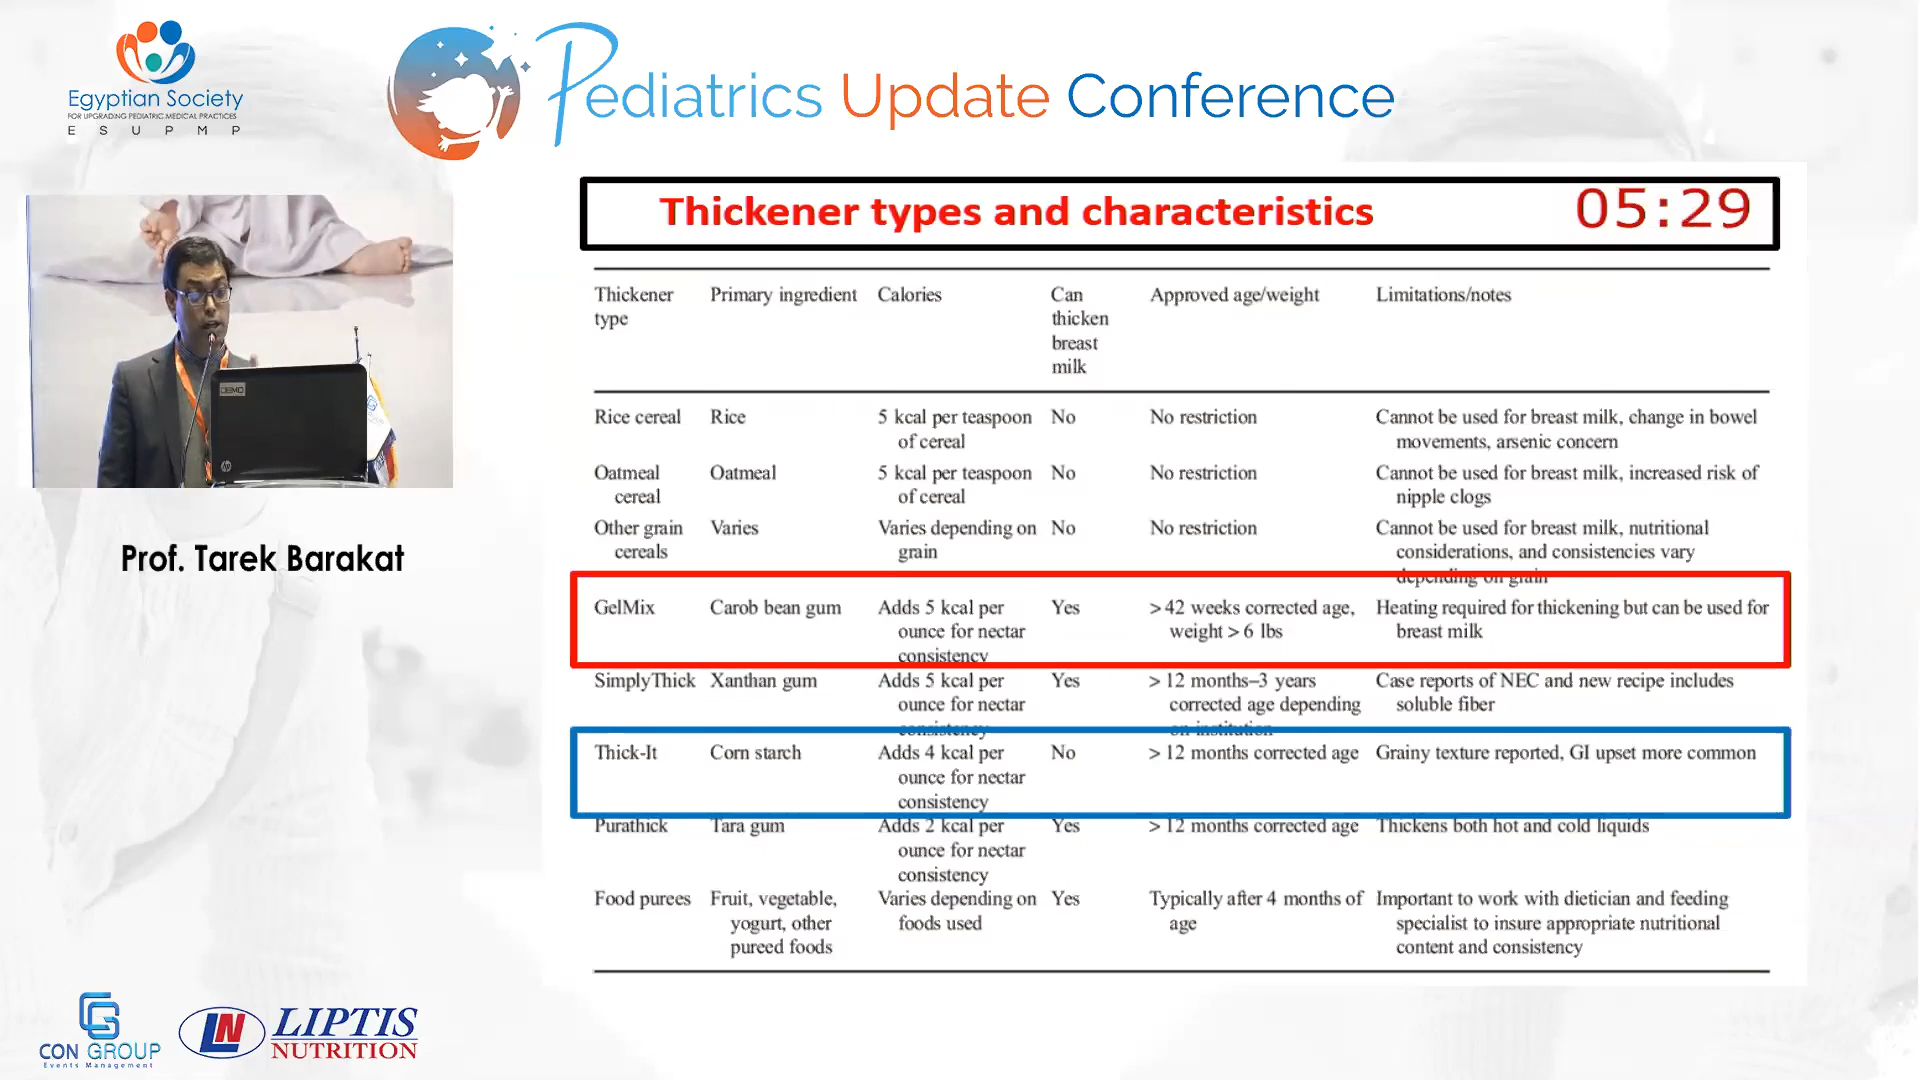 Egyptian Society
FOR UPGRADING PEDIATRIC MEDICAL PRACTICES
E S U P M P
Pediatrics Update Conference
Thickener types and characteristics 05:29
Thickener type Primary ingredient Calories Can thicken breast milk Approved age/weight Limitations/notes
Rice cereal Rice 5 kcal per teaspoon of cereal No No restriction Cannot be used for breast milk, change in bowel movements, arsenic concern
Oatmeal cereal Oatmeal 5 kcal per teaspoon of cereal No No restriction Cannot be used for breast milk, increased risk of nipple clogs
Other grain cereals Varies Varies depending on grain No No restriction Cannot be used for breast milk, nutritional considerations, and consistencies vary depending on grain
GelMix Carob bean gum Adds 5 kcal per ounce for nectar consistency Yes > 42 weeks corrected age, weight > 6 lbs Heating required for thickening but can be used for breast milk
SimplyThick Xanthan gum Adds 5 kcal per ounce for nectar consistency Yes > 12 months–3 years corrected age depending on institution Case reports of NEC and new recipe includes soluble fiber
Thick-It Corn starch Adds 4 kcal per ounce for nectar consistency No > 12 months corrected age Grainy texture reported, GI upset more common
Purathick Tara gum Adds 2 kcal per ounce for nectar consistency Yes > 12 months corrected age Thickens both hot and cold liquids
Food purees Fruit, vegetable, yogurt, other pureed foods Varies depending on foods used Yes Typically after 4 months of age Important to work with dietician and feeding specialist to insure appropriate nutritional content and consistency
DEMO
hp
Prof. Tarek Barakat
CON GROUP
Events Management
LN LIPTIS
NUTRITION